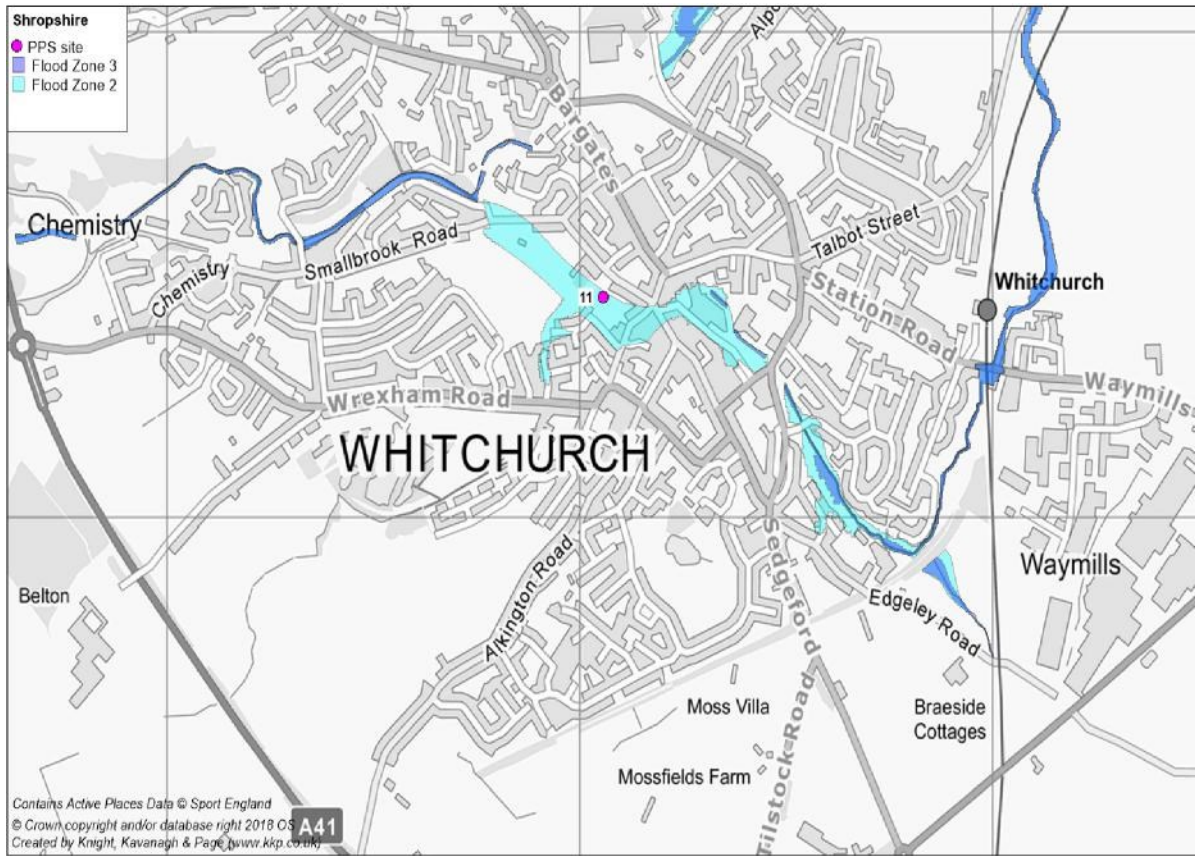 Shropshire
PPS site
Flood Zone 3
Flood Zone 2
Bargates
Chemistry
Chemistry
Smallbrook Road
Talbot Street
11
Whitchurch
Station Road
Waymills
Wrexham Road
WHITCHURCH
Sedgeford
Waymills
Belton
Alkington Road
Edgeley Road
Moss Villa
Braeside
Cottages
Mossfields Farm
Tilstock Road
Contains Active Places Data © Sport England
© Crown copyright and/or database right 2018 OS
A41
Created by Knight, Kavanagh & Page (www.kkp.co.uk)